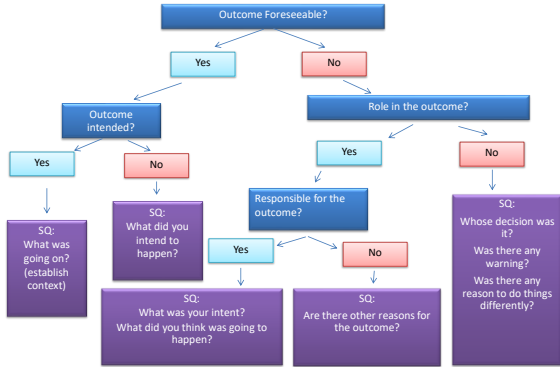 Outcome Foreseeable?
Yes
No
Outcome
intended?
Role in the outcome?
Yes
No
Yes
No
SQ:
What was
going on?
(establish
context)
SQ:
What did you
intend to
happen?
Responsible for the
outcome?
Yes
No
SQ:
Whose decision was
it?
Was there any
warning?
Was there any
reason to do things
differently?
SQ:
What was your intent?
What did you think was going to
happen?
SQ:
Are there other reasons for
the outcome?